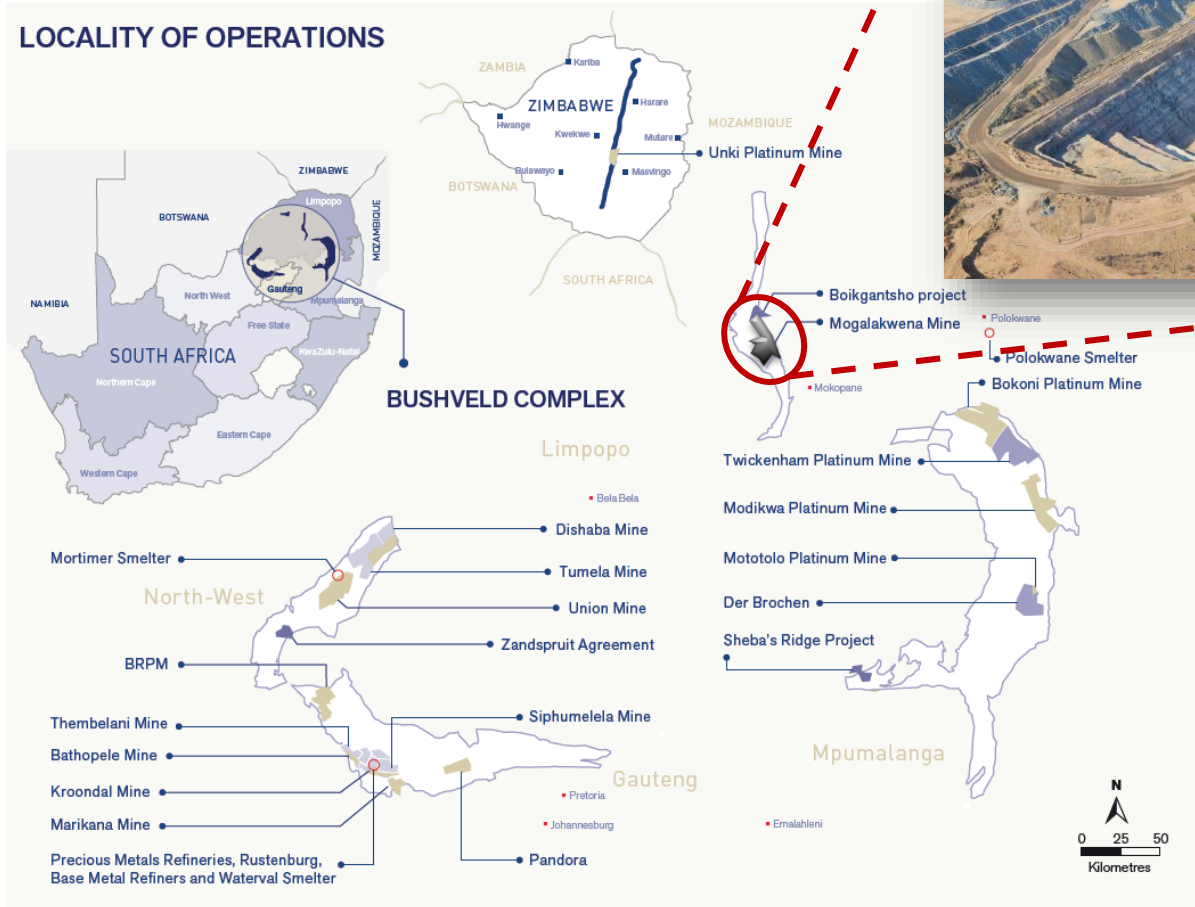 LOCALITY OF OPERATIONS
ZAMBIA
Kariba
ZIMBABWE
Harare
Hwange
Kwekwe
MOZAMBIQUE
Mutare
Unki Platinum Mine
Bulawayo
Masvingo
BOTSWANA
SOUTH AFRICA
ZIMBABWE
Limpopo
BOTSWANA
MOZAMBIQUE
Gauteng
NAMIBIA
North West
Mpumalanga
Free State
SOUTH AFRICA
KwaZulu-Natal
Northern Cape
Eastern Cape
Western Cape
BUSHVELD COMPLEX
Boikgantsho project
Mogalakwena Mine
Polokwane
Polokwane Smelter
Mokopane
Bokoni Platinum Mine
Limpopo
Twickenham Platinum Mine
Bela Bela
Modikwa Platinum Mine
Dishaba Mine
Mortimer Smelter
Mototolo Platinum Mine
Tumela Mine
North-West
Union Mine
Der Brochen
Zandspruit Agreement
Sheba's Ridge Project
BRPM
Thembelani Mine
Siphumelela Mine
Bathopele Mine
Mpumalanga
Gauteng
Kroondal Mine
Pretoria
Marikana Mine
Johannesburg
Emalahleni
Precious Metals Refineries, Rustenburg,
Base Metal Refiners and Waterval Smelter
Pandora
N
0 25 50
Kilometres